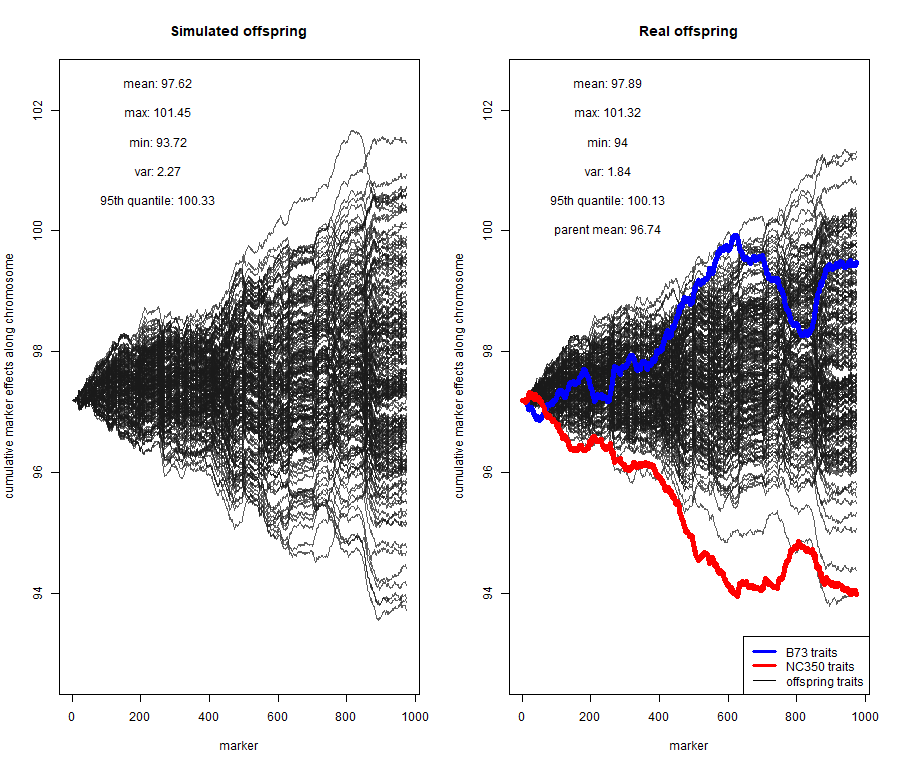 Simulated offspring
mean: 97.62
max: 101.45
min: 93.72
var: 2.27
95th quantile: 100.33
cumulative marker effects along chromosome
94
96
98
100
102
0
200
400
600
800
1000
marker
Real offspring
mean: 97.89
max: 101.32
min: 94
var: 1.84
95th quantile: 100.13
parent mean: 96.74
cumulative marker effects along chromosome
94
96
98
100
102
B73 traits
NC350 traits
offspring traits
0
200
400
600
800
1000
marker